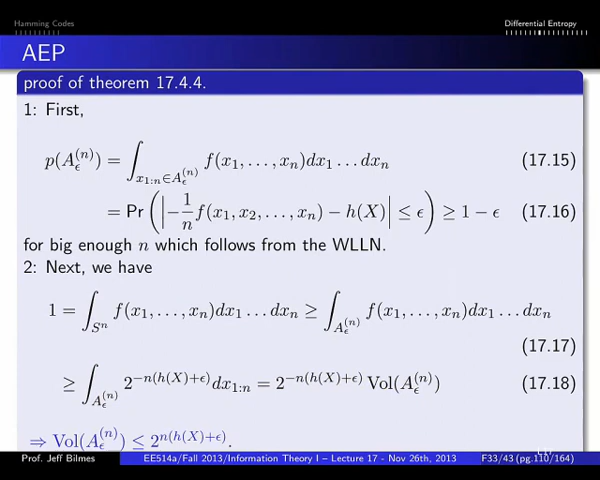 Hamming Codes Differential Entropy
AEP
proof of theorem 17.4.4.
1: First,
p(A_ϵ^{(n)}) = ∫_{x_{1:n}∈A_ϵ^{(n)}} f(x_1, . . . , x_n)dx_1 . . . dx_n (17.15)
= Pr (|−\frac{1}{n}f(x_1, x_2, . . . , x_n) − h(X)| ≤ ϵ) ≥ 1 − ϵ (17.16)
for big enough n which follows from the WLLN.
2: Next, we have
1 = ∫_{S^n} f(x_1, . . . , x_n)dx_1 . . . dx_n ≥ ∫_{A_ϵ^{(n)}} f(x_1, . . . , x_n)dx_1 . . . dx_n
(17.17)
≥ ∫_{A_ϵ^{(n)}} 2^{−n(h(X)+ϵ)}dx_{1:n} = 2^{−n(h(X)+ϵ)} Vol(A_ϵ^{(n)}) (17.18)
⇒ Vol(A_ϵ^{(n)}) ≤ 2^{n(h(X)+ϵ)}.
Prof. Jeff Bilmes EE514a/Fall 2013/Information Theory I – Lecture 17 - Nov 26th, 2013 F33/43 (pg.110/164)